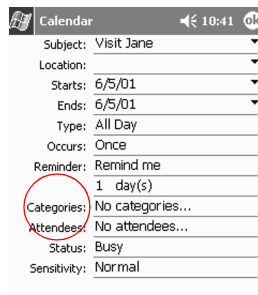 Calendar 10:41 ok
Subject: Visit Jane
Location:
Starts: 6/5/01
Ends: 6/5/01
Type: All Day
Occurs: Once
Reminder: Remind me
1 day(s)
Categories: No categories...
Attendees: No attendees...
Status: Busy
Sensitivity: Normal